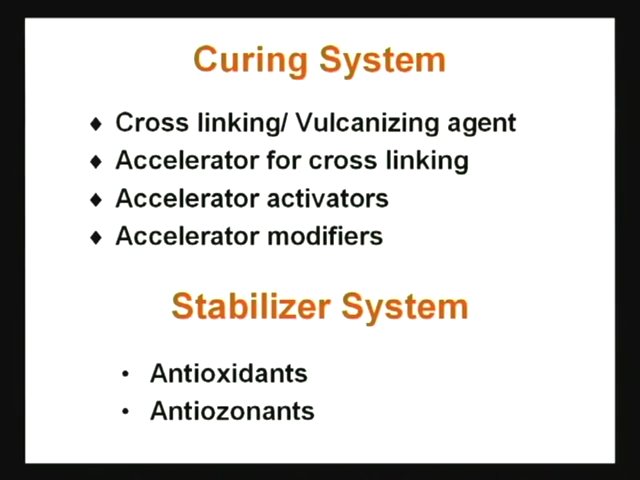 Curing System
♦ Cross linking/ Vulcanizing agent
♦ Accelerator for cross linking
♦ Accelerator activators
♦ Accelerator modifiers
Stabilizer System
• Antioxidants
• Antiozonants